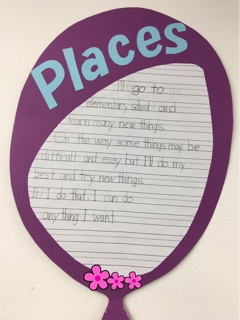 Places
I'll go to
elementary school and
learn many new things.
On the way some things may be
difficult and easy but I'll do my
best and try new things.
If I do that I can do
anything I want